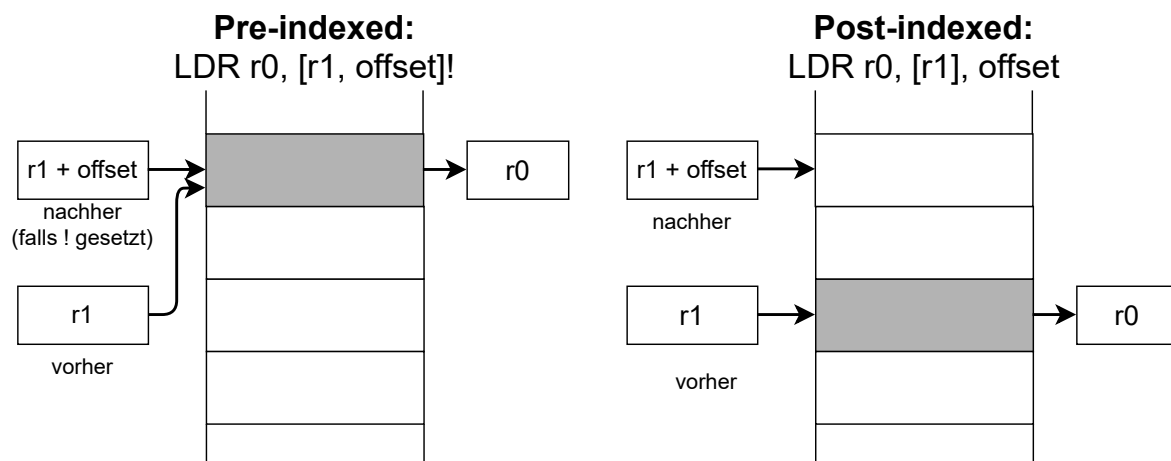 Pre-indexed:
LDR r0, [r1, offset]!
r1 + offset
r0
nachher
(falls ! gesetzt)
r1
vorher
Post-indexed:
LDR r0, [r1], offset
r1 + offset
nachher
r1
r0
vorher